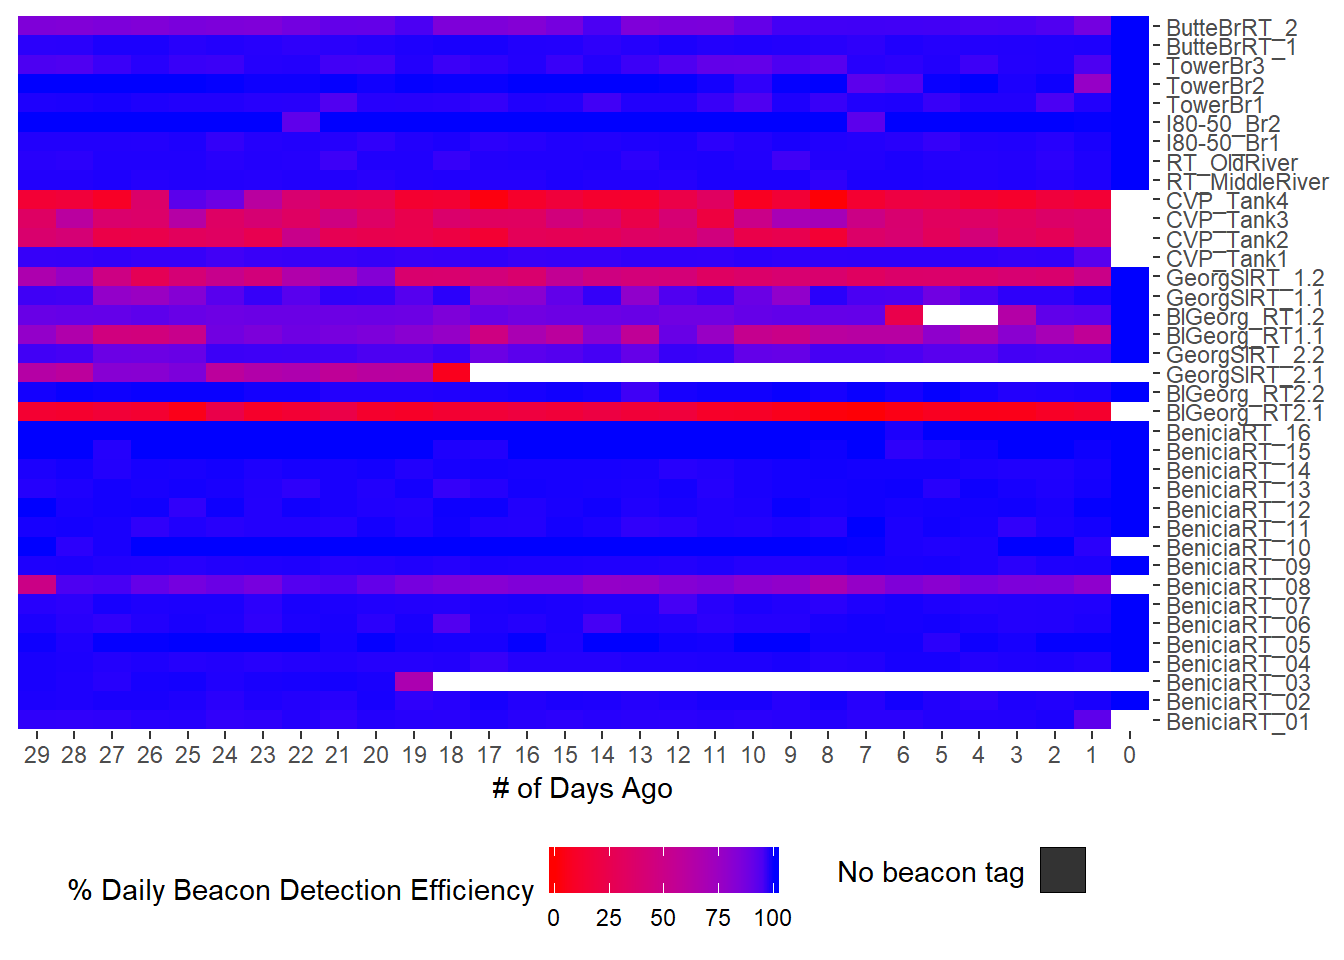 ButteBrRT_2
ButteBrRT_1
TowerBr3
TowerBr2
TowerBr1
I80-50_Br2
I80-50_Br1
RT_OldRiver
RT_MiddleRiver
CVP_Tank4
CVP_Tank3
CVP_Tank2
CVP_Tank1
GeorgSlRT_1.2
GeorgSlRT_1.1
BlGeorg_RT1.2
BlGeorg_RT1.1
GeorgSlRT_2.2
GeorgSlRT_2.1
BlGeorg_RT2.2
BlGeorg_RT2.1
BeniciaRT_16
BeniciaRT_15
BeniciaRT_14
BeniciaRT_13
BeniciaRT_12
BeniciaRT_11
BeniciaRT_10
BeniciaRT_09
BeniciaRT_08
BeniciaRT_07
BeniciaRT_06
BeniciaRT_05
BeniciaRT_04
BeniciaRT_03
BeniciaRT_02
BeniciaRT_01
29 28 27 26 25 24 23 22 21 20 19 18 17 16 15 14 13 12 11 10 9 8 7 6 5 4 3 2 1 0
# of Days Ago
% Daily Beacon Detection Efficiency
0 25 50 75 100
No beacon tag